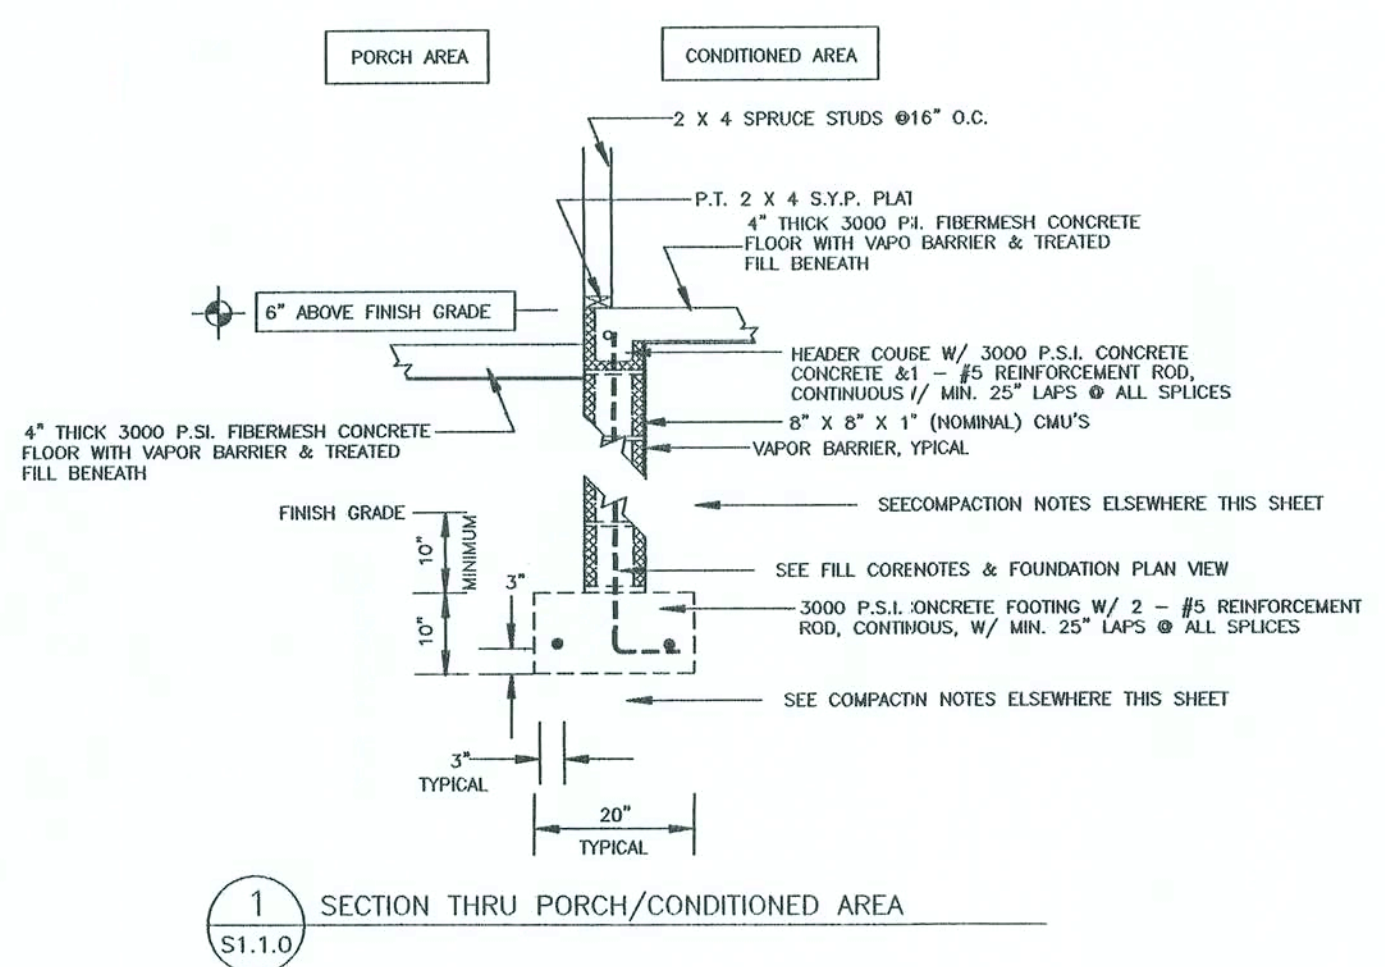 PORCH AREA
CONDITIONED AREA
2 X 4 SPRUCE STUDS @16" O.C.
P.T. 2 X 4 S.Y.P. PLAT
4" THICK 3000 P.I. FIBERMESH CONCRETE
FLOOR WITH VAPO BARRIER & TREATED
FILL BENEATH
6" ABOVE FINISH GRADE
HEADER COURSE W/ 3000 P.S.I. CONCRETE
CONCRETE &1 - #5 REINFORCEMENT ROD,
CONTINUOUS W/ MIN. 25" LAPS @ ALL SPLICES
8" X 8" X 1" (NOMINAL) CMU'S
VAPOR BARRIER, YPICAL
4" THICK 3000 P.SI. FIBERMESH CONCRETE
FLOOR WITH VAPOR BARRIER & TREATED
FILL BENEATH
SEECOMPACTION NOTES ELSEWHERE THIS SHEET
FINISH GRADE
10"
MINIMUM
3"
SEE FILL CORENOTES & FOUNDATION PLAN VIEW
10"
3000 P.S.I. ONCRETE FOOTING W/ 2 - #5 REINFORCEMENT
ROD, CONTINUOUS, W/ MIN. 25" LAPS @ ALL SPLICES
SEE COMPACTIN NOTES ELSEWHERE THIS SHEET
3"
TYPICAL
20"
TYPICAL
1
S1.1.0
SECTION THRU PORCH/CONDITIONED AREA